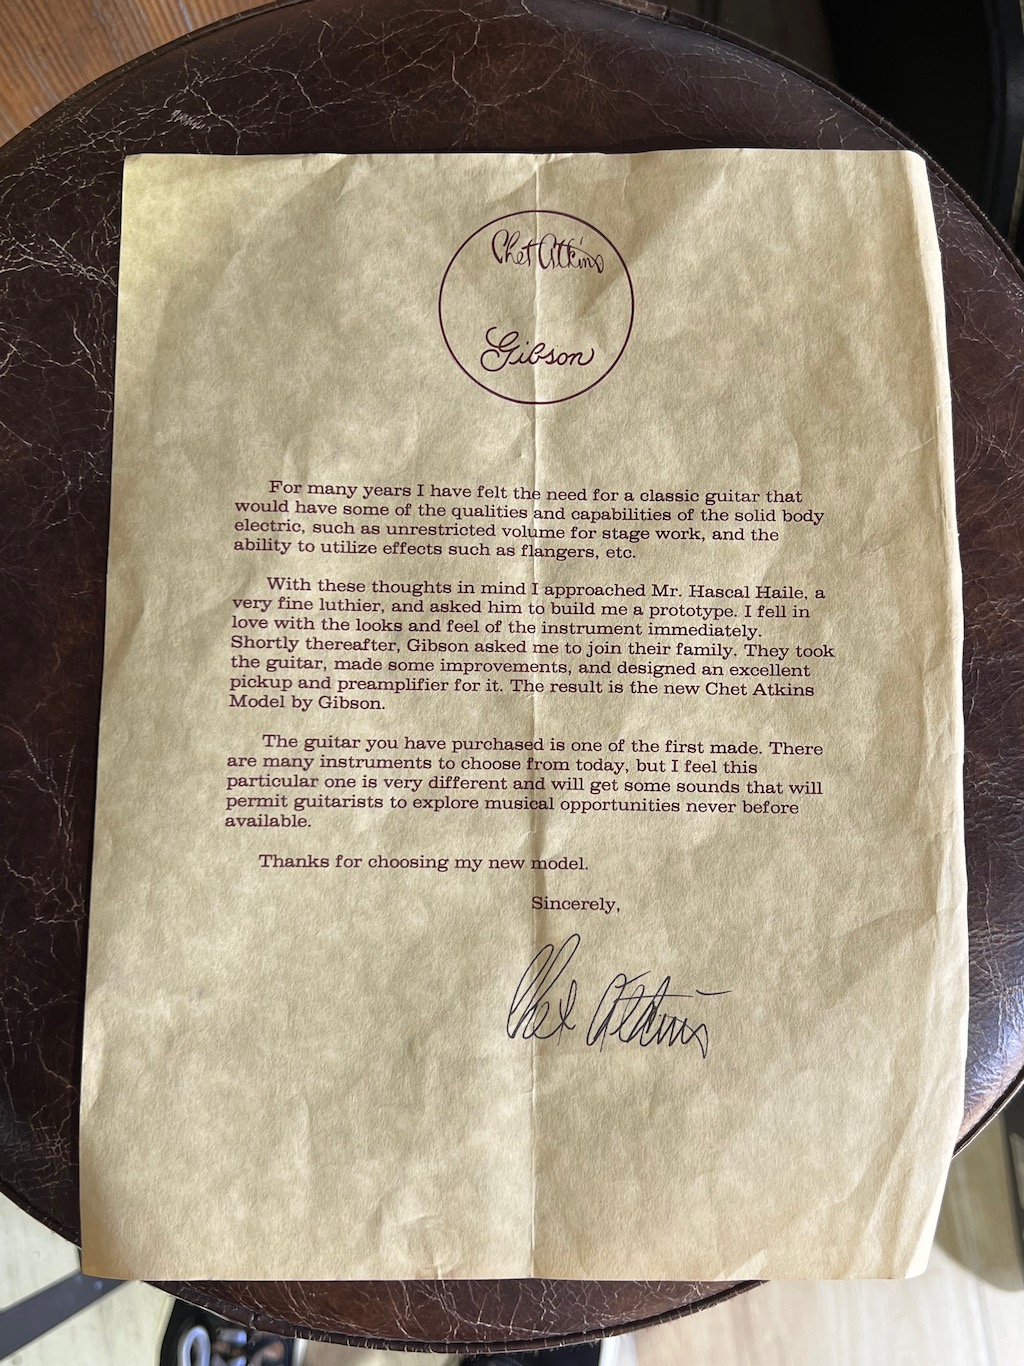 Chet Atkins
Gibson
For many years I have felt the need for a classic guitar that
would have some of the qualities and capabilities of the solid body
electric, such as unrestricted volume for stage work, and the
ability to utilize effects such as flangers, etc.
With these thoughts in mind I approached Mr. Hascal Haile, a
very fine luthier, and asked him to build me a prototype. I fell in
love with the looks and feel of the instrument immediately.
Shortly thereafter, Gibson asked me to join their family. They took
the guitar, made some improvements, and designed an excellent
pickup and preamplifier for it. The result is the new Chet Atkins
Model by Gibson.
The guitar you have purchased is one of the first made. There
are many instruments to choose from today, but I feel this
particular one is very different and will get some sounds that will
permit guitarists to explore musical opportunities never before
available.
Thanks for choosing my new model.
Sincerely,
Chet Atkins